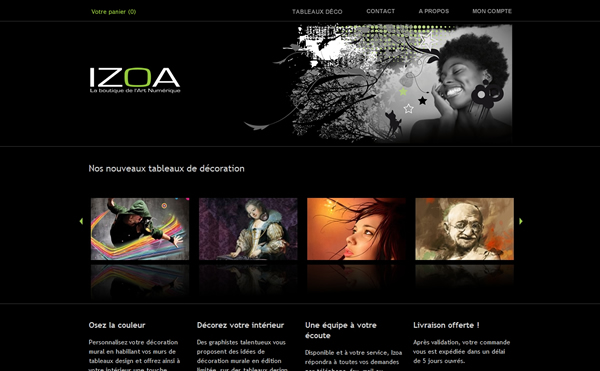 Votre panier (0)
TABLEAUX DÉCO
CONTACT
A PROPOS
MON COMPTE
IZOA
La boutique de l'Art Numérique
Nos nouveaux tableaux de décoration
Osez la couleur
Personnalisez votre décoration
mural en habillant vos murs de
tableaux design et offrez ainsi à
votre intérieur une touche
Décorez votre intérieur
Des graphistes talentueux vous
proposent des idées de
décoration murale en édition
limitée, sur des tableaux design
Une équipe à votre
écoute
Disponible et à votre service, Izoa
répondra à toutes vos demandes
par téléphone, fax, mail ou
Livraison offerte !
Après validation, votre commande
vous est expédiée dans un délai
de 5 jours ouvrés.